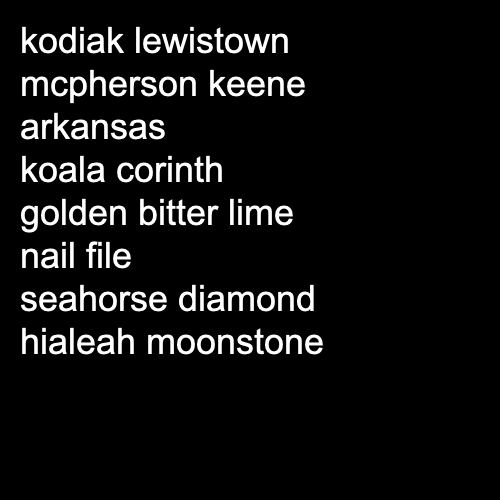 kodiak lewistown
mcpherson keene
arkansas
koala corinth
golden bitter lime
nail file
seahorse diamond
hialeah moonstone